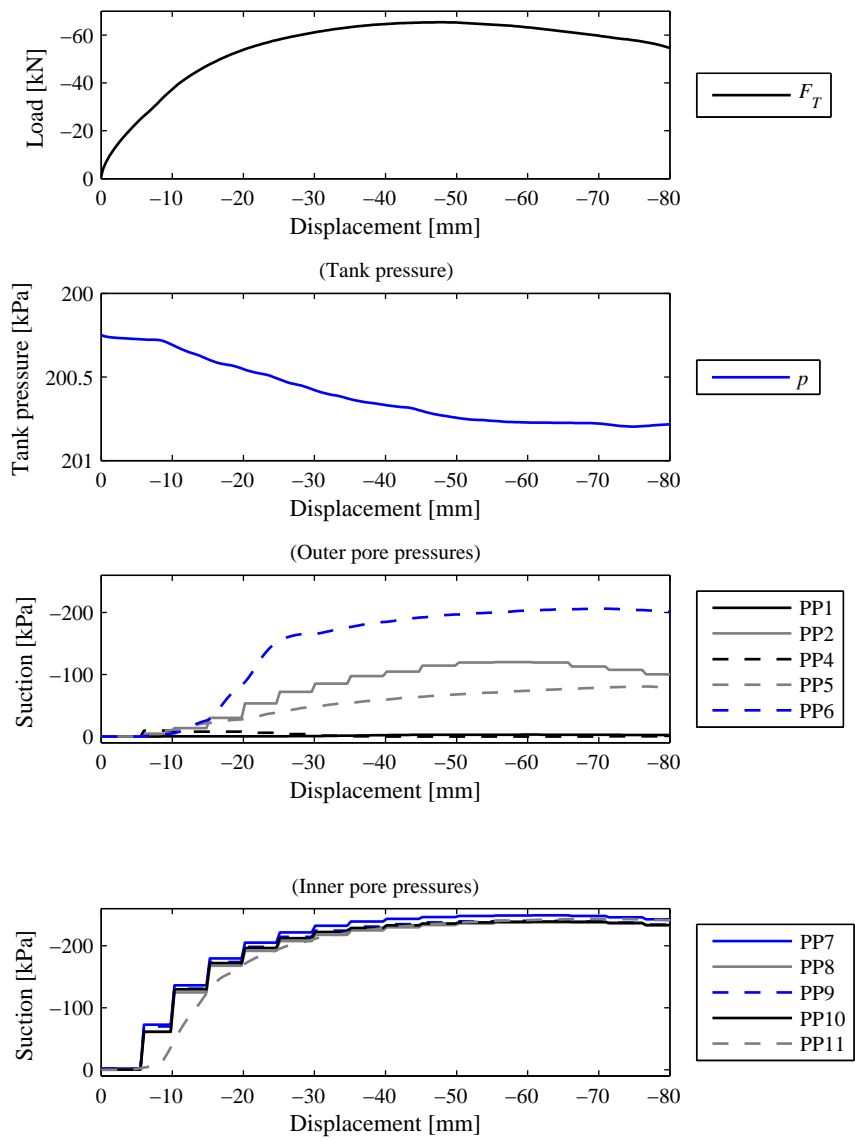 −60
−40
−20
0
Load [kN]
0 −10 −20 −30 −40 −50 −60 −70 −80
Displacement [mm]
F_T
(Tank pressure)
200
200.5
201
Tank pressure [kPa]
0 −10 −20 −30 −40 −50 −60 −70 −80
Displacement [mm]
p
(Outer pore pressures)
−200
−100
0
Suction [kPa]
0 −10 −20 −30 −40 −50 −60 −70 −80
Displacement [mm]
PP1
PP2
PP4
PP5
PP6
(Inner pore pressures)
−200
−100
0
Suction [kPa]
0 −10 −20 −30 −40 −50 −60 −70 −80
Displacement [mm]
PP7
PP8
PP9
PP10
PP11